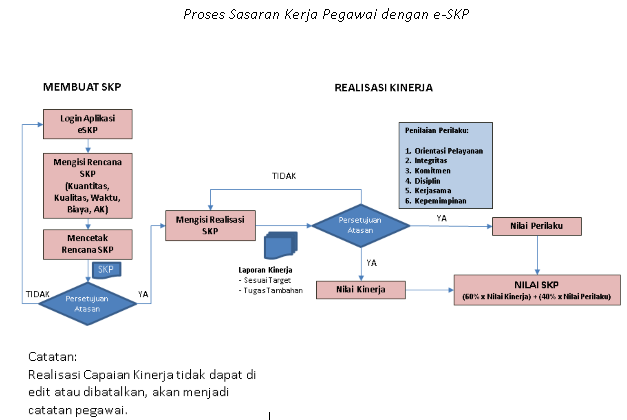 Proses Sasaran Kerja Pegawai dengan e-SKP
MEMBUAT SKP
REALISASI KINERJA
Login Aplikasi
eSKP
Mengisi Rencana
SKP
(Kuantitas,
Kualitas, Waktu,
Biaya, AK)
Mencetak
Rencana SKP
SKP
TIDAK
Persetujuan
Atasan
YA
Mengisi Realisasi
SKP
TIDAK
Laporan Kinerja
- Sesuai Target
- Tugas Tambahan
Persetujuan
Atasan
Penilaian Perilaku:
1. Orientasi Pelayanan
2. Integritas
3. Komitmen
4. Disiplin
5. Kerjasama
6. Kepemimpinan
YA
Nilai Perilaku
YA
Nilai Kinerja
NILAI SKP
(60% x Nilai Kinerja) + (40% x Nilai Perilaku)
Catatan:
Realisasi Capaian Kinerja tidak dapat di
edit atau dibatalkan, akan menjadi
catatan pegawai.